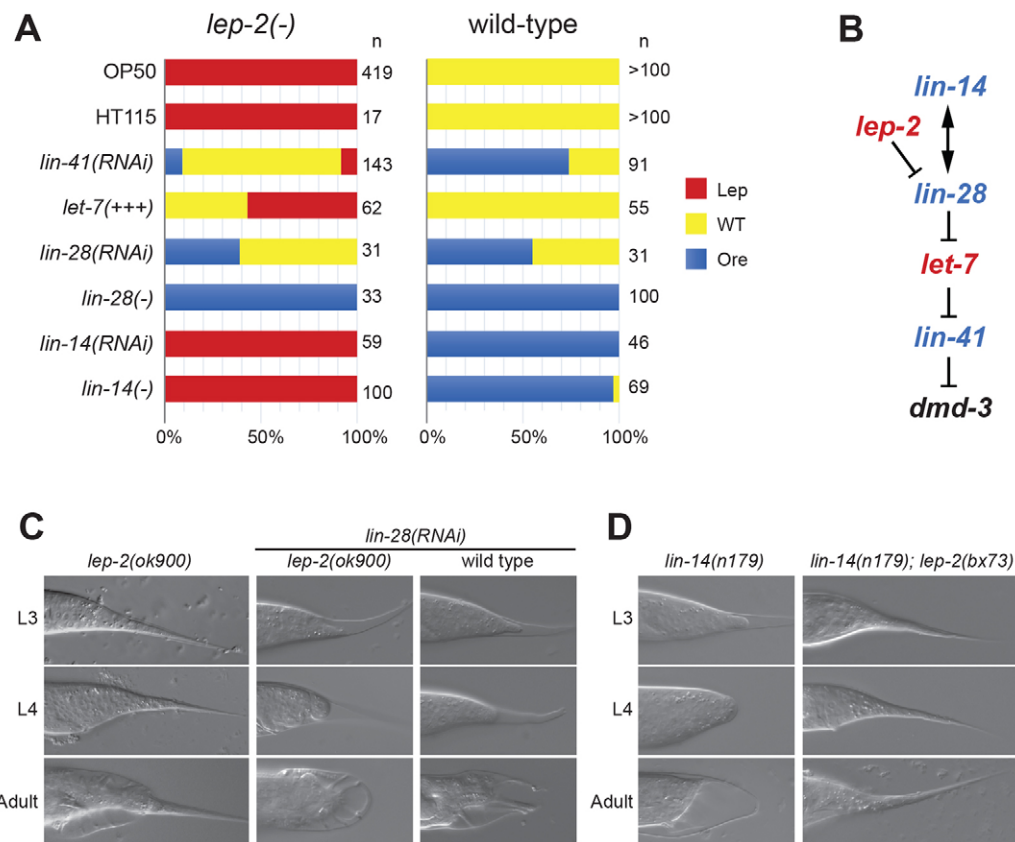 A
lep-2(-)
wild-type
n
n
OP50 419 >100
HT115 17 >100
lin-41(RNAi) 143 91
let-7(+++) 62 55
lin-28(RNAi) 31 31
lin-28(-) 33 100
lin-14(RNAi) 59 46
lin-14(-) 100 69
0% 50% 100%
0% 50% 100%
Lep
WT
Ore
B
lin-14
lep-2
lin-28
let-7
lin-41
dmd-3
C
lin-28(RNAi)
lep-2(ok900) lep-2(ok900) wild type
L3
L4
Adult
D
lin-14(n179) lin-14(n179); lep-2(bx73)
L3
L4
Adult